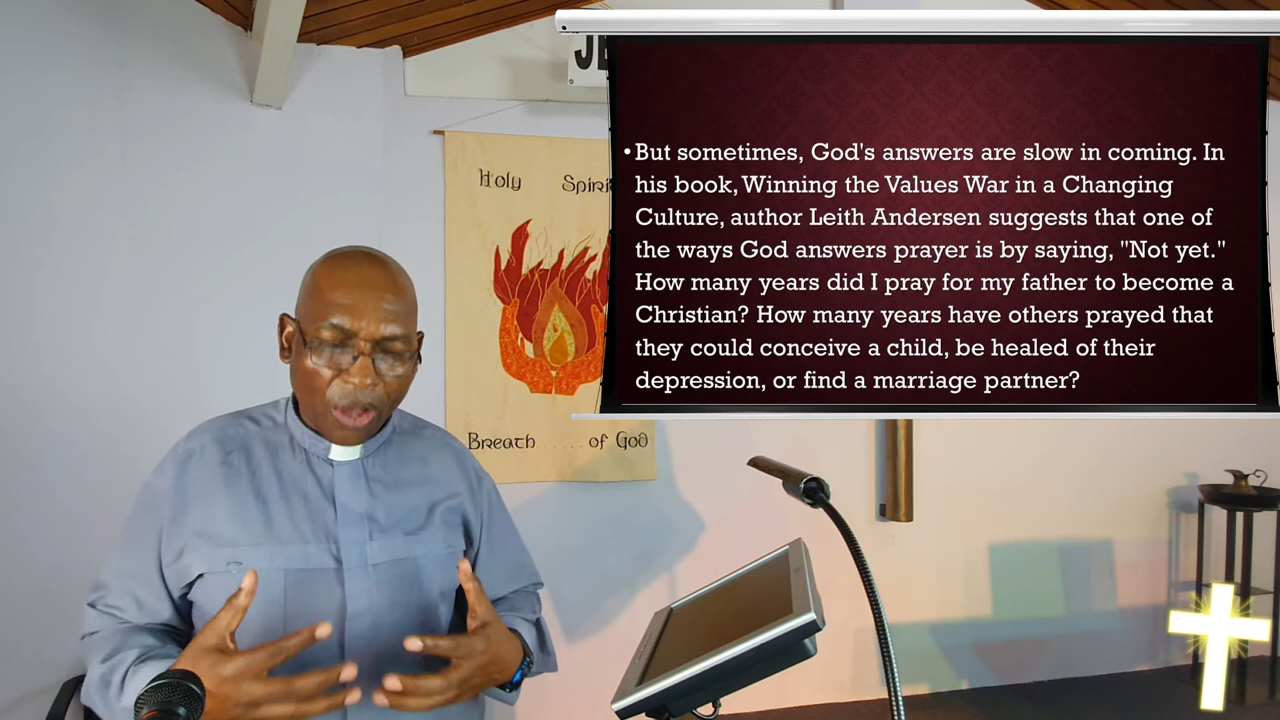 Holy Spiri
Breath .... of God
• But sometimes, God's answers are slow in coming. In
his book, Winning the Values War in a Changing
Culture, author Leith Andersen suggests that one of
the ways God answers prayer is by saying, "Not yet."
How many years did I pray for my father to become a
Christian? How many years have others prayed that
they could conceive a child, be healed of their
depression, or find a marriage partner?